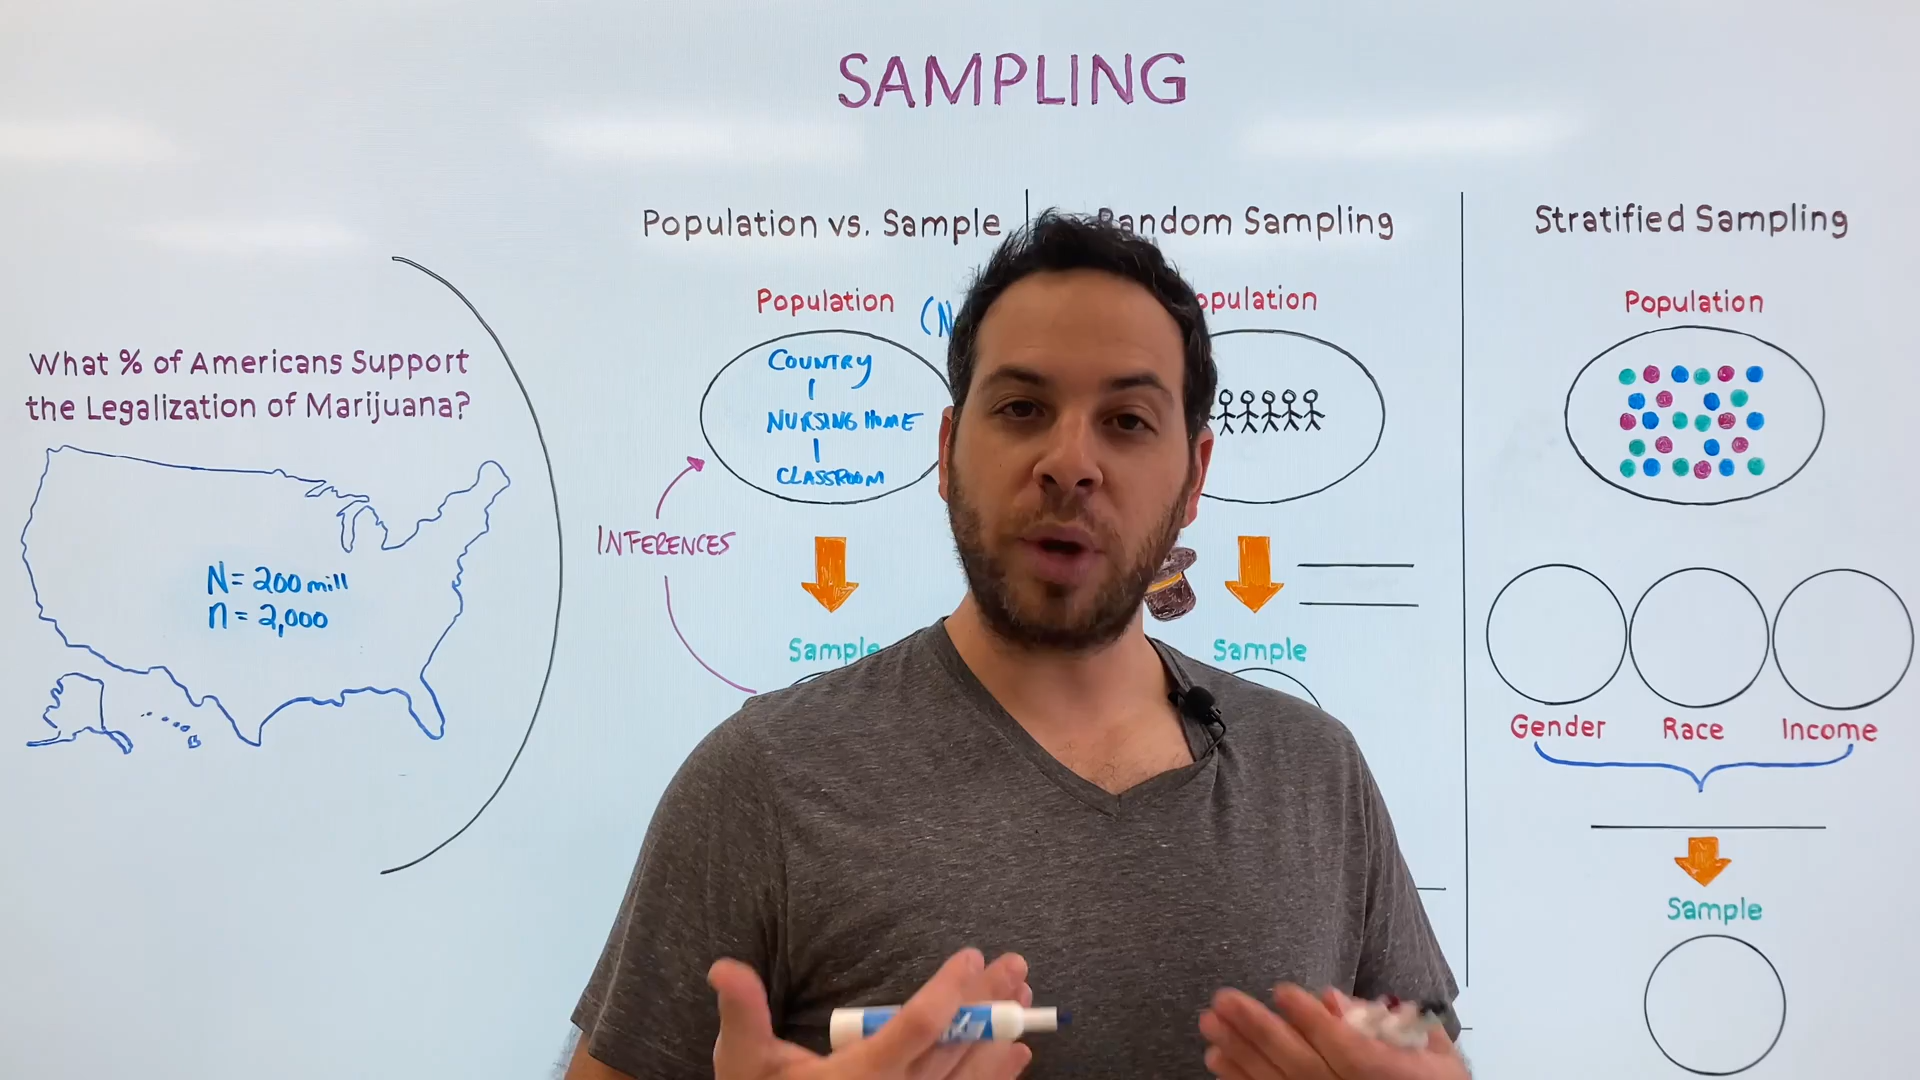 SAMPLING
What % of Americans Support
the Legalization of Marijuana?
N = 200 mill
n = 2,000
Population vs. Sample
Population
(N
COUNTRY
NURSING HOME
CLASSROOM
INFERENCES
Sample
Random Sampling
opulation
Sample
Stratified Sampling
Population
Gender
Race
Income
Sample